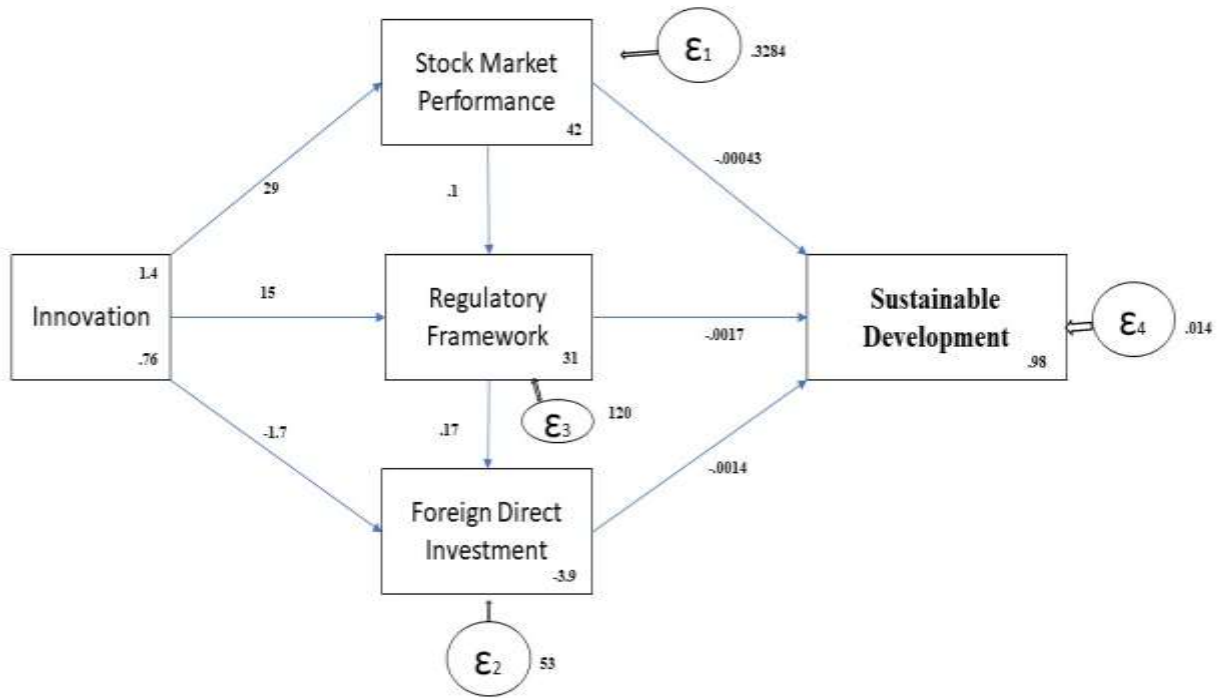 Stock Market
Performance
42
ε1
.3284
-.00043
29
.1
1.4
Innovation
.76
15
Regulatory
Framework
31
-.0017
Sustainable
Development
.98
ε4
.014
ε3
120
-1.7
.17
-.0014
Foreign Direct
Investment
-3.9
ε2
53